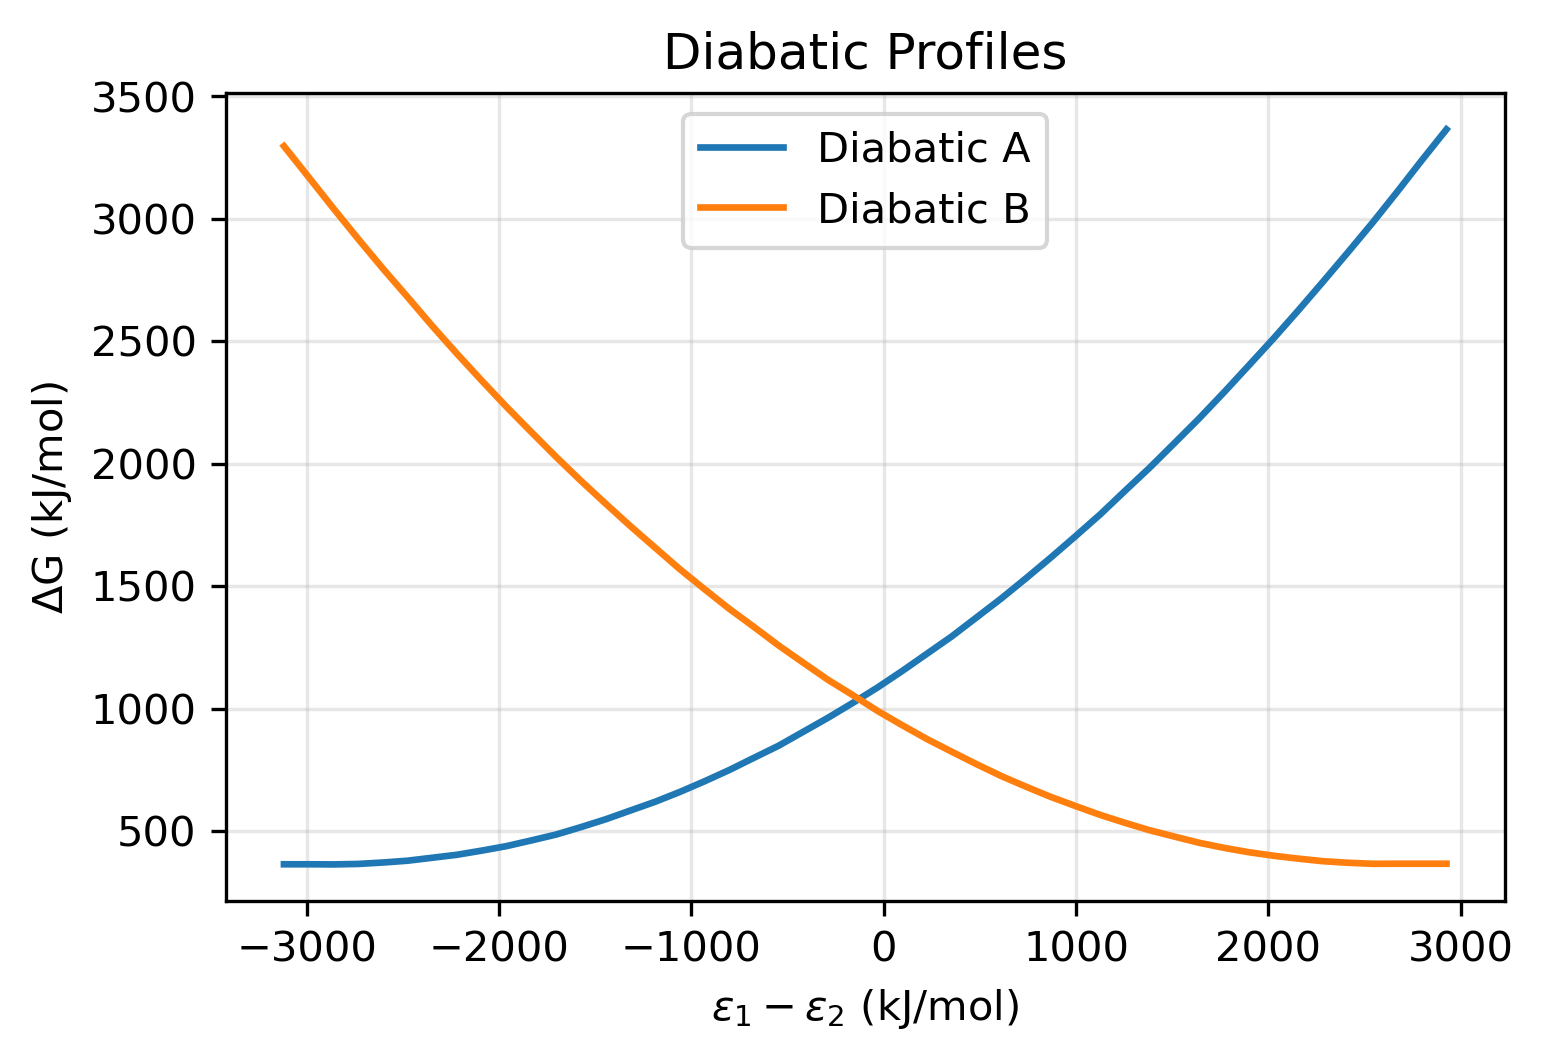 Diabatic Profiles
3500
3000
2500
2000
1500
1000
500
ΔG (kJ/mol)
Diabatic A
Diabatic B
−3000 −2000 −1000 0 1000 2000 3000
ε₁ − ε₂ (kJ/mol)